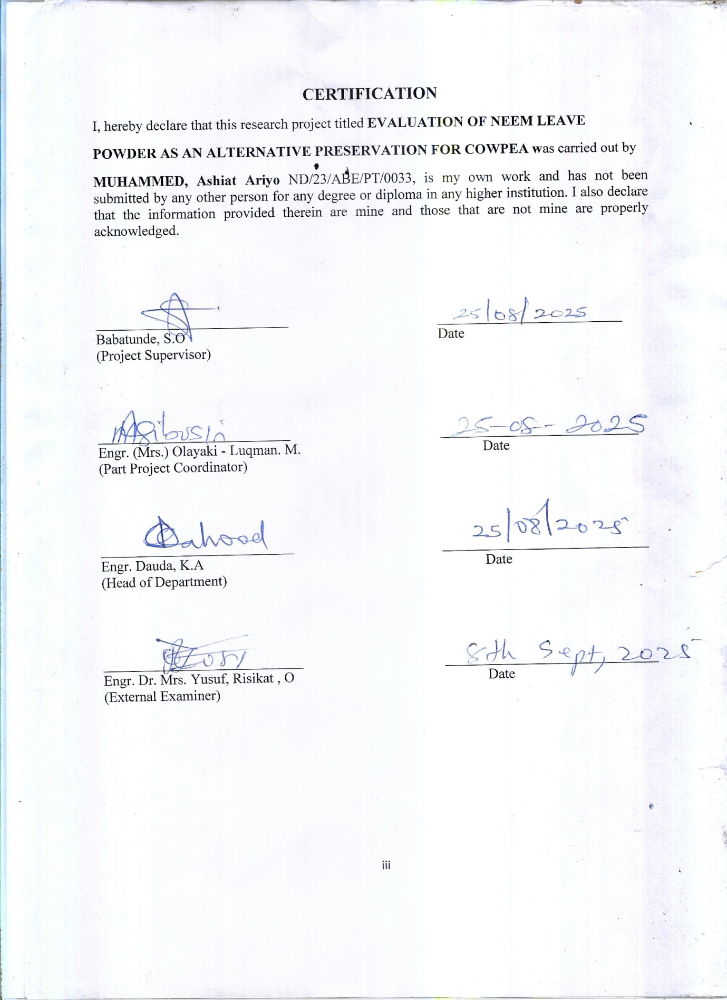 CERTIFICATION
I, hereby declare that this research project titled EVALUATION OF NEEM LEAVE
POWDER AS AN ALTERNATIVE PRESERVATION FOR COWPEA was carried out by
MUHAMMED, Ashiat Ariyo ND/23/ABE/PT/0033, is my own work and has not been
submitted by any other person for any degree or diploma in any higher institution. I also declare
that the information provided therein are mine and those that are not mine are properly
acknowledged.
25/08/2025
Babatunde, S.O
Date
(Project Supervisor)
25-08-2025
Engr. (Mrs.) Olayaki - Luqman. M.
Date
(Part Project Coordinator)
25/08/2025
Engr. Dauda, K.A
Date
(Head of Department)
8th Sept, 2025
Engr. Dr. Mrs. Yusuf, Risikat , O
Date
(External Examiner)
iii